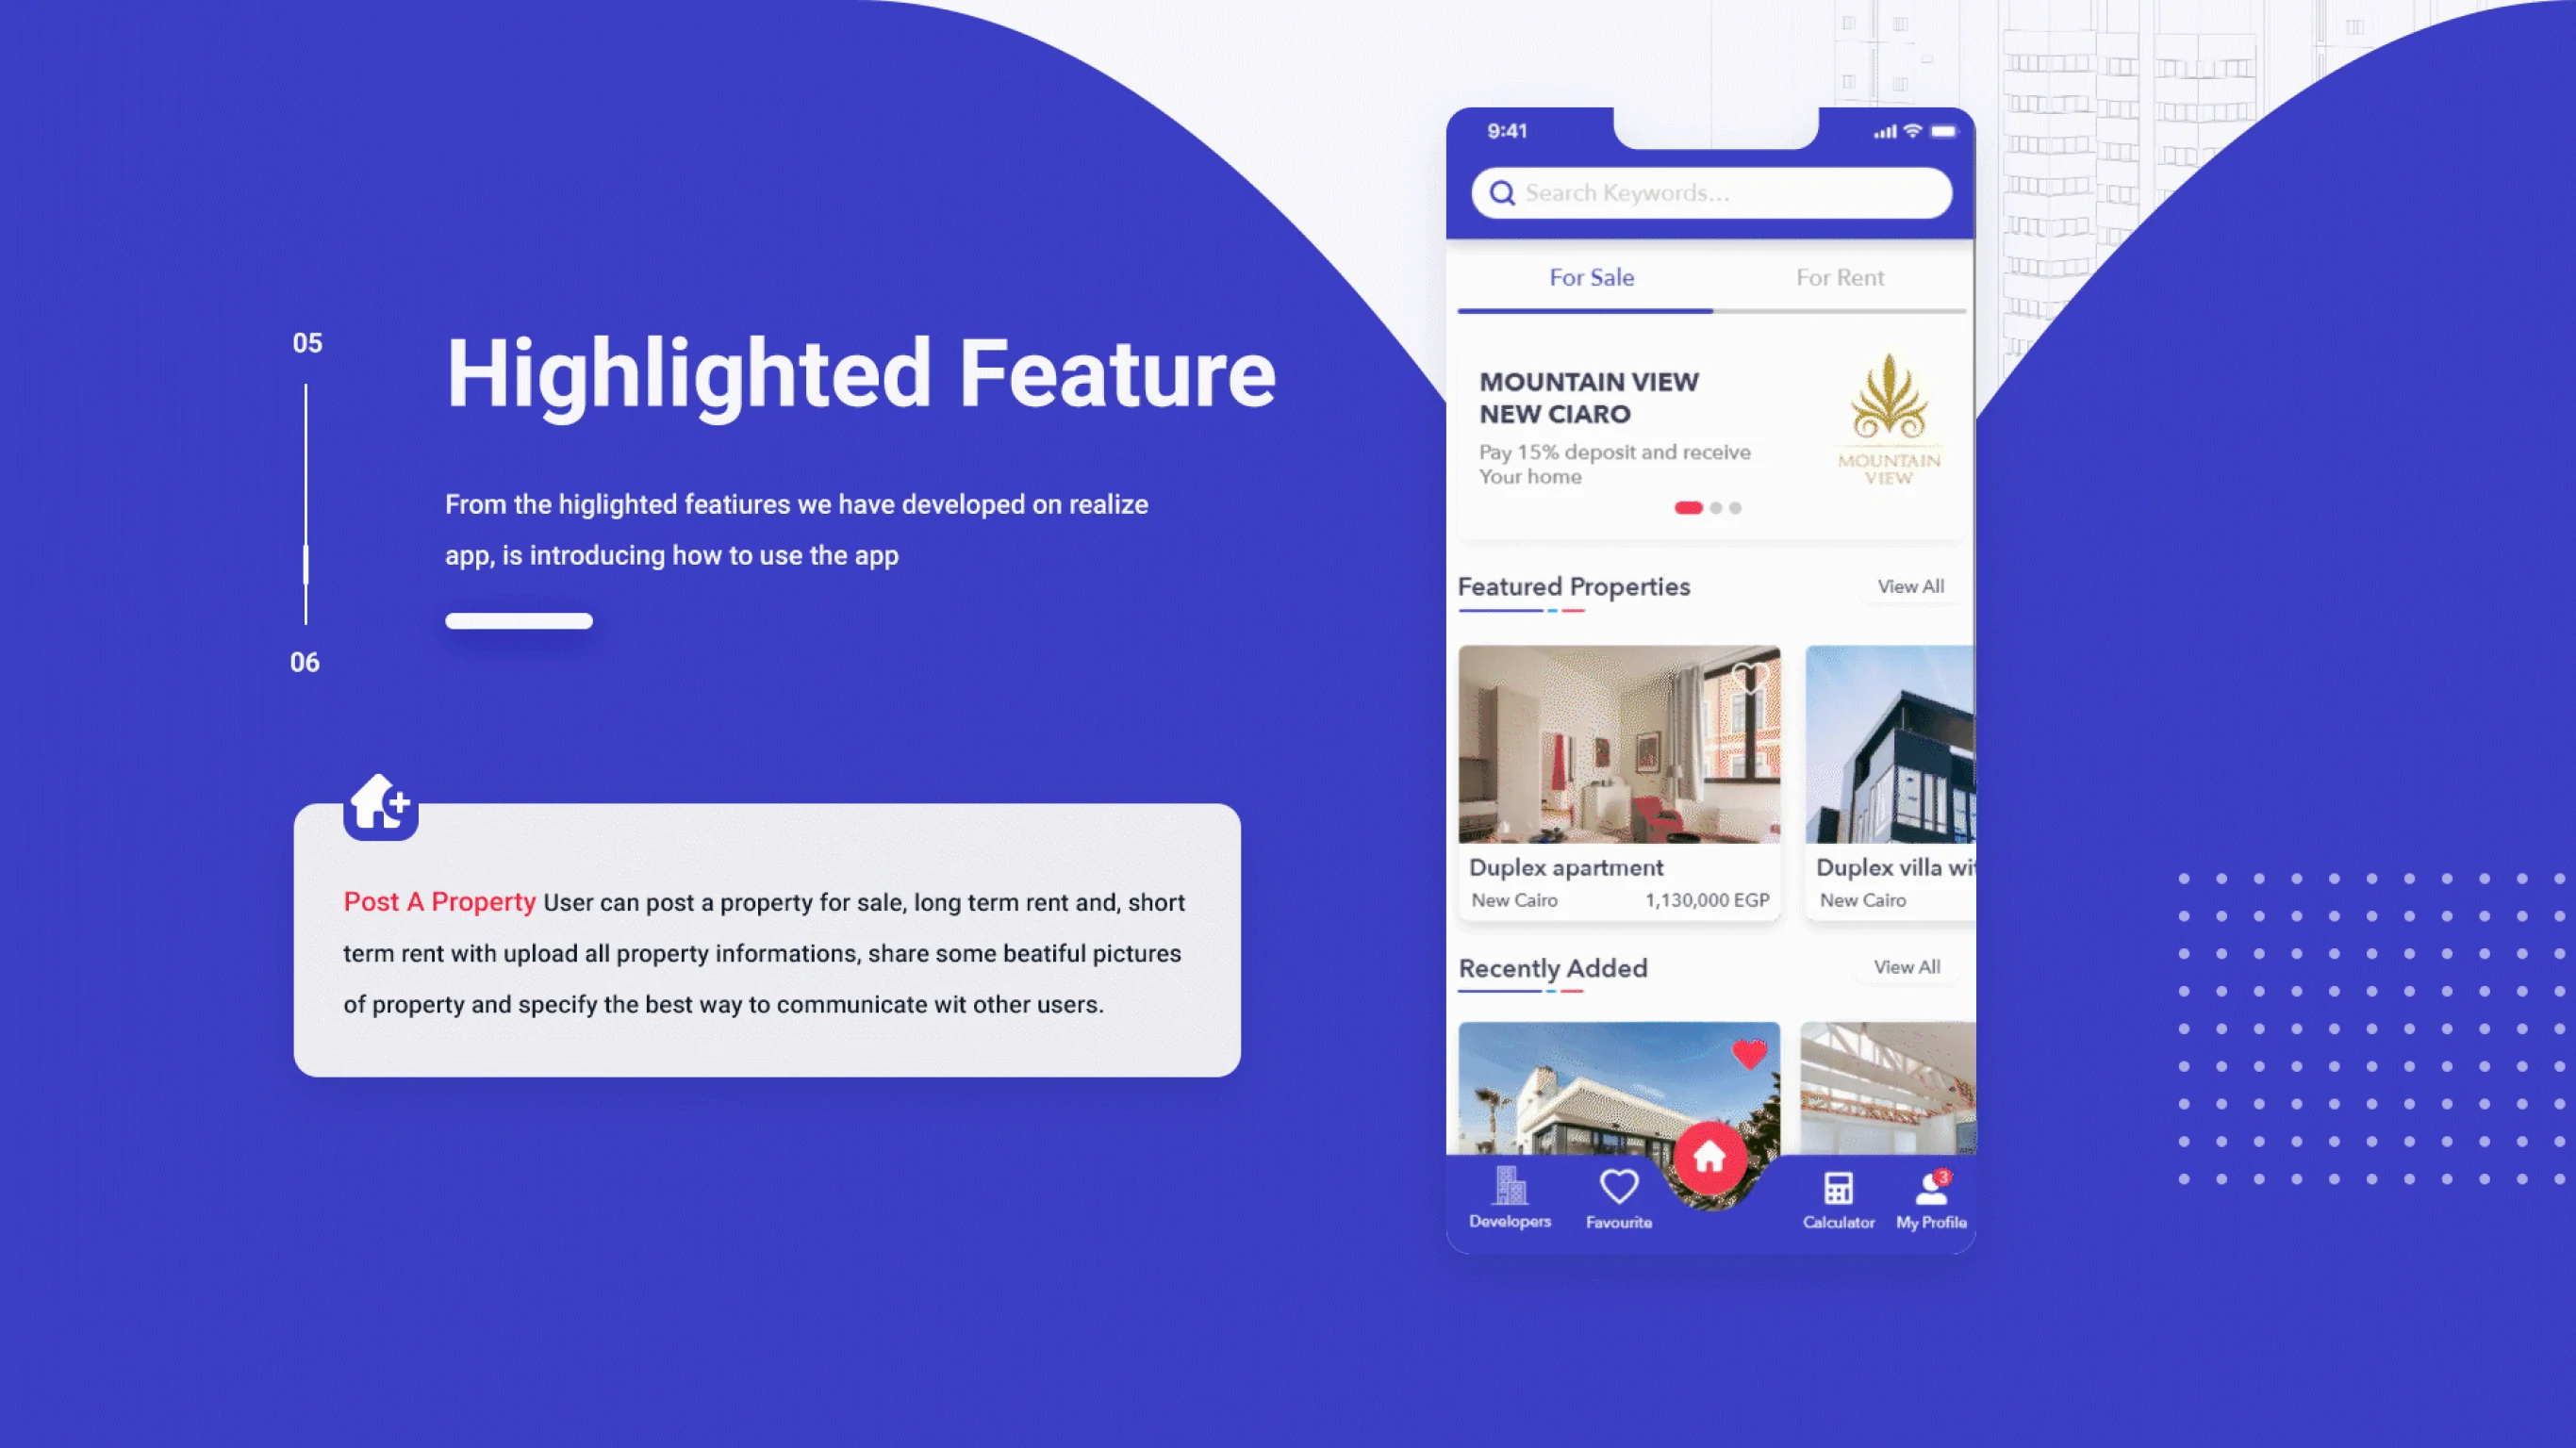 05
06
Highlighted Feature
From the higlighted featiures we have developed on realize
app, is introducing how to use the app
Post A Property User can post a property for sale, long term rent and, short
term rent with upload all property informations, share some beatiful pictures
of property and specify the best way to communicate wit other users.
9:41
Search Keywords...
For Sale
For Rent
MOUNTAIN VIEW
NEW CIARO
Pay 15% deposit and receive
Your home
MOUNTAIN
VIEW
Featured Properties
View All
Duplex apartment
New Cairo
1,130,000 EGP
Duplex villa wit
New Cairo
Recently Added
View All
Developers
Favourite
Calculator
3
My Profile